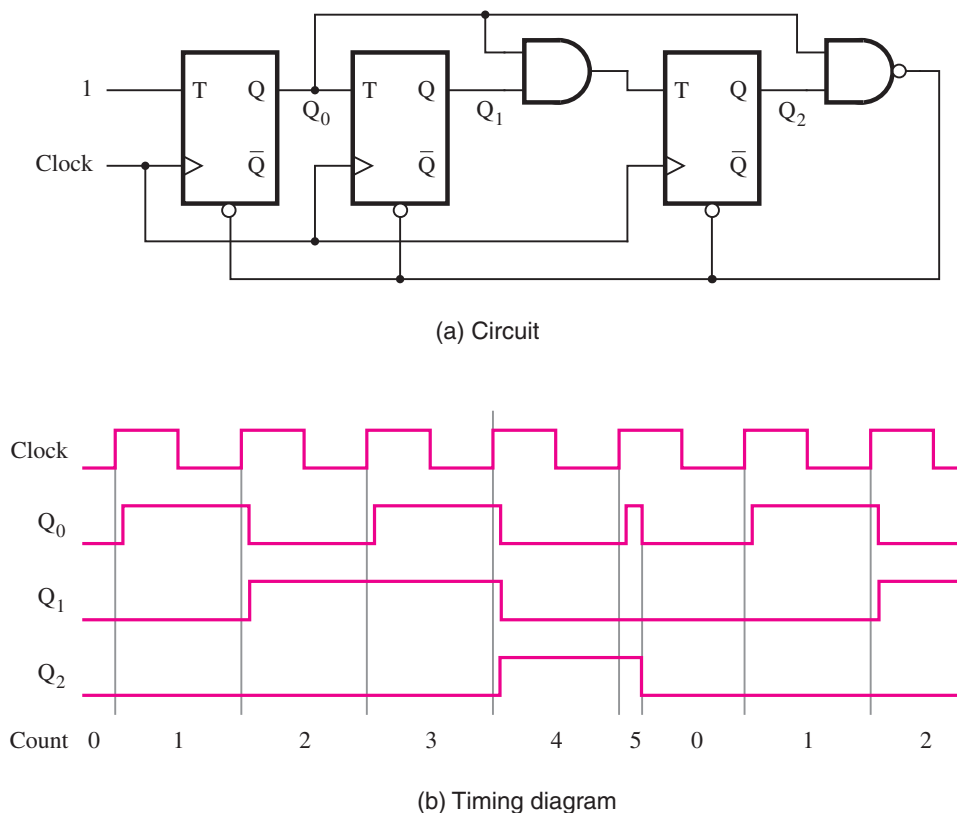 1 T Q Q0 T Q Q1 T Q Q2
Clock Q̅ Q̅ Q̅
(a) Circuit
Clock
Q0
Q1
Q2
Count 0 1 2 3 4 5 0 1 2
(b) Timing diagram